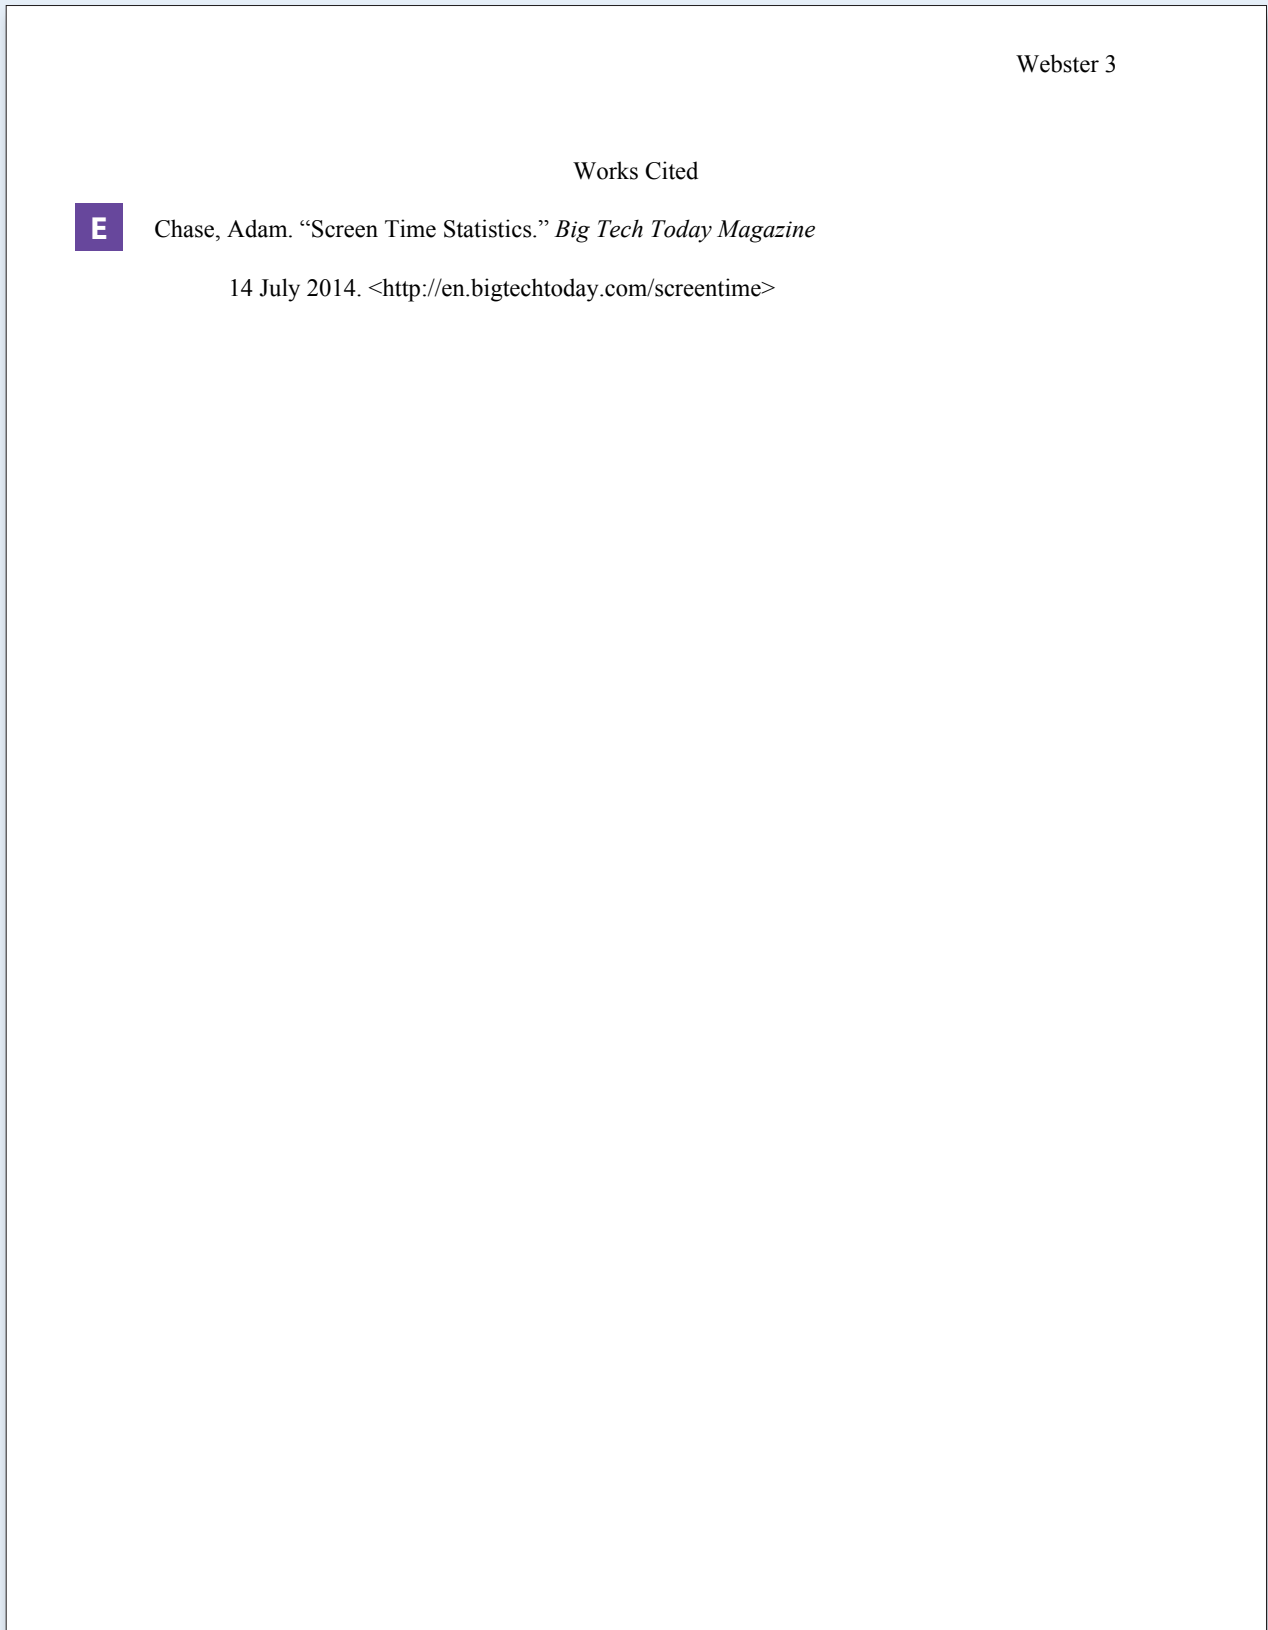 Webster 3
Works Cited
E
Chase, Adam. “Screen Time Statistics.” Big Tech Today Magazine
14 July 2014. <http://en.bigtechtoday.com/screentime>